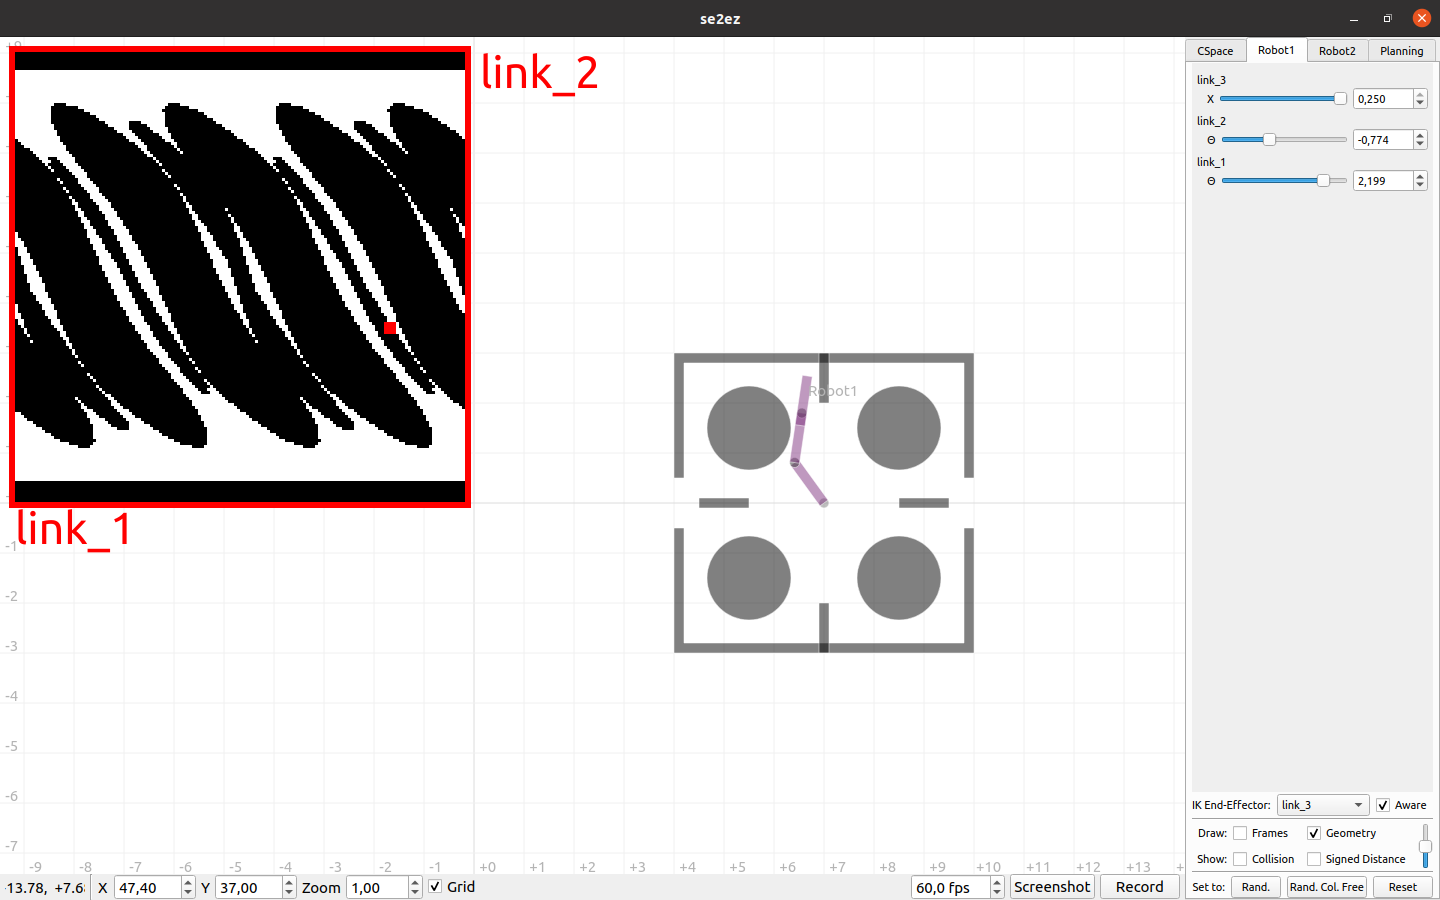 se2ez
CSpace Robot1 Robot2 Planning
link_3
X 0,250
link_2
Θ -0,774
link_1
Θ 2,199
link_2
link_1
Robot1
-1
-2
-3
-4
-5
-6
-7
-9 -8 -7 -6 -5 -4 -3 -2 -1 +0 +1 +2 +3 +4 +5 +6 +7 +8 +9 +10 +11 +12 +13
IK End-Effector: link_3 Aware
Draw: Frames Geometry
Show: Collision Signed Distance
Set to: Rand. Rand. Col. Free Reset
13.78, +7.6 X 47,40 Y 37,00 Zoom 1,00 Grid 60,0 fps Screenshot Record